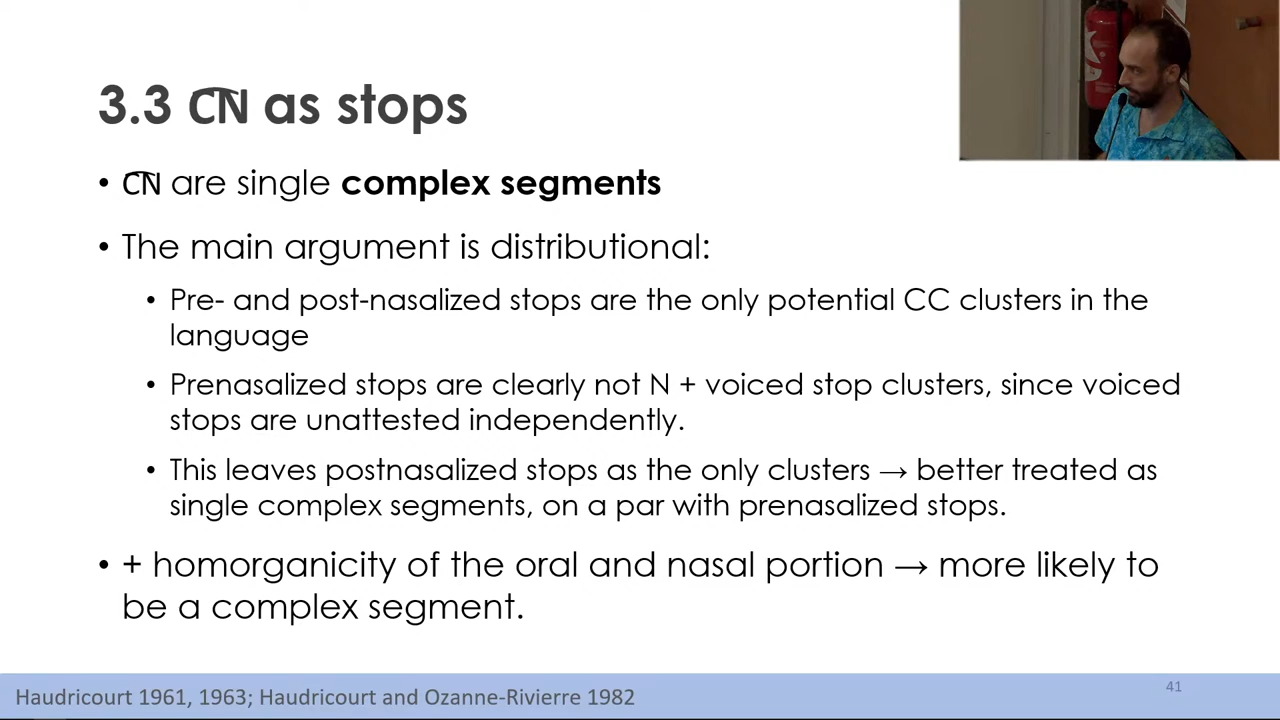 3.3 C͡N as stops
• C͡N are single complex segments
• The main argument is distributional:
• Pre- and post-nasalized stops are the only potential CC clusters in the
language
• Prenasalized stops are clearly not N + voiced stop clusters, since voiced
stops are unattested independently.
• This leaves postnasalized stops as the only clusters → better treated as
single complex segments, on a par with prenasalized stops.
• + homorganicity of the oral and nasal portion → more likely to
be a complex segment.
Haudricourt 1961, 1963; Haudricourt and Ozanne-Rivierre 1982
41